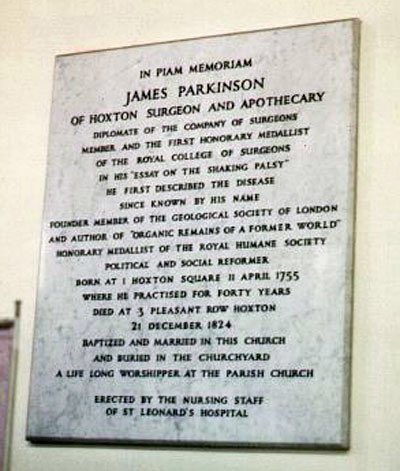 IN PIAM MEMORIAM
JAMES PARKINSON
OF HOXTON SURGEON AND APOTHECARY
DIPLOMATE OF THE COMPANY OF SURGEONS
MEMBER AND THE FIRST HONORARY MEDALLIST
OF THE ROYAL COLLEGE OF SURGEONS
IN HIS "ESSAY ON THE SHAKING PALSY"
HE FIRST DESCRIBED THE DISEASE
SINCE KNOWN BY HIS NAME
FOUNDER MEMBER OF THE GEOLOGICAL SOCIETY OF LONDON
AND AUTHOR OF "ORGANIC REMAINS OF A FORMER WORLD"
HONORARY MEDALLIST OF THE ROYAL HUMANE SOCIETY
POLITICAL AND SOCIAL REFORMER
BORN AT 1 HOXTON SQUARE 11 APRIL 1755
WHERE HE PRACTISED FOR FORTY YEARS
DIED AT 3 PLEASANT ROW HOXTON
21 DECEMBER 1824
BAPTIZED AND MARRIED IN THIS CHURCH
AND BURIED IN THE CHURCHYARD
A LIFE LONG WORSHIPPER AT THE PARISH CHURCH
ERECTED BY THE NURSING STAFF
OF ST LEONARD'S HOSPITAL